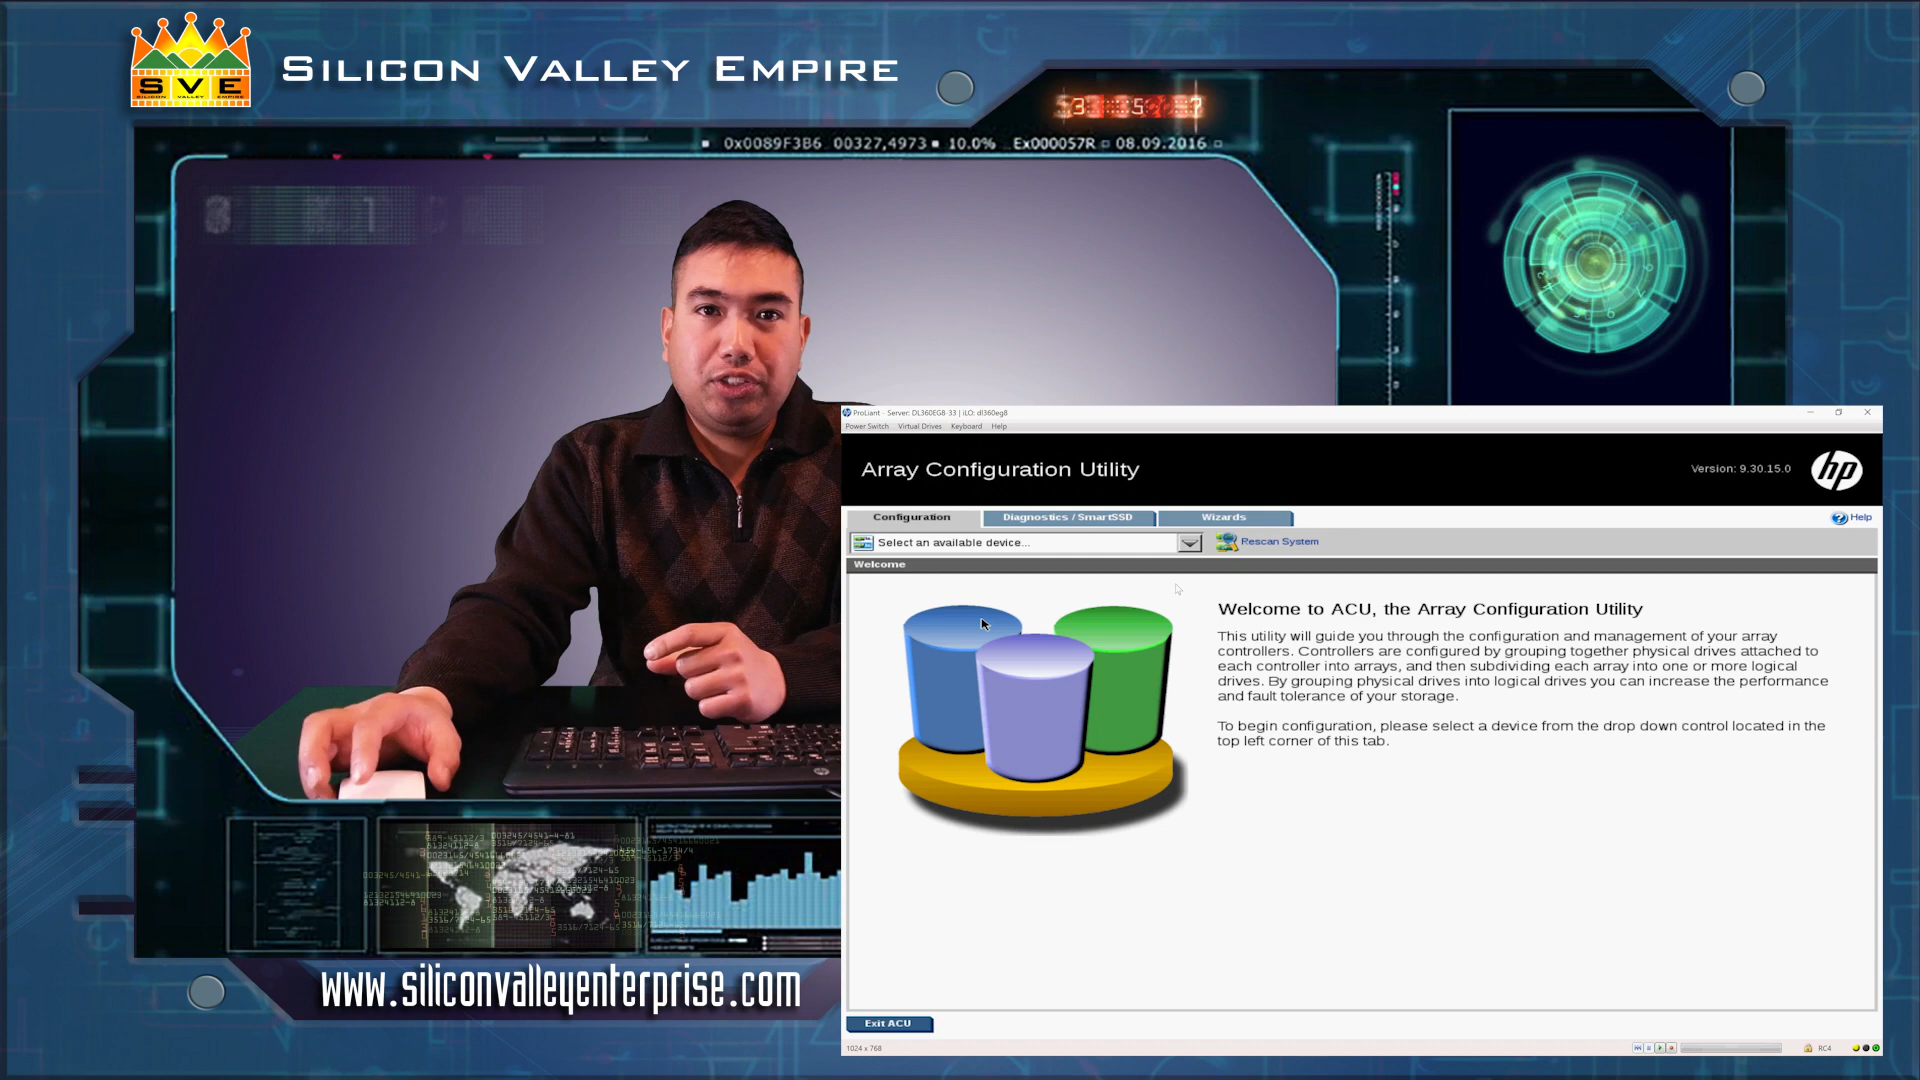 SVE
SILICON VALLEY EMPIRE
SILICON VALLEY EMPIRE
0x0089F3B6 00327,4973 10.0% Ex000057R 08.09.2016
ProLiant - Server: DL360EG8-33 | iLO: dl360eg8
Power Switch Virtual Drives Keyboard Help
Array Configuration Utility
Version: 9.30.15.0
hp
Configuration Diagnostics / SmartSSD Wizards
Help
Select an available device...
Rescan System
Welcome
Welcome to ACU, the Array Configuration Utility
This utility will guide you through the configuration and management of your array
controllers. Controllers are configured by grouping together physical drives attached to
each controller into arrays, and then subdividing each array into one or more logical
drives. By grouping physical drives into logical drives you can increase the performance
and fault tolerance of your storage.
To begin configuration, please select a device from the drop down control located in the
top left corner of this tab.
Exit ACU
1024 x 768
RC4
www.siliconvalleyenterprise.com